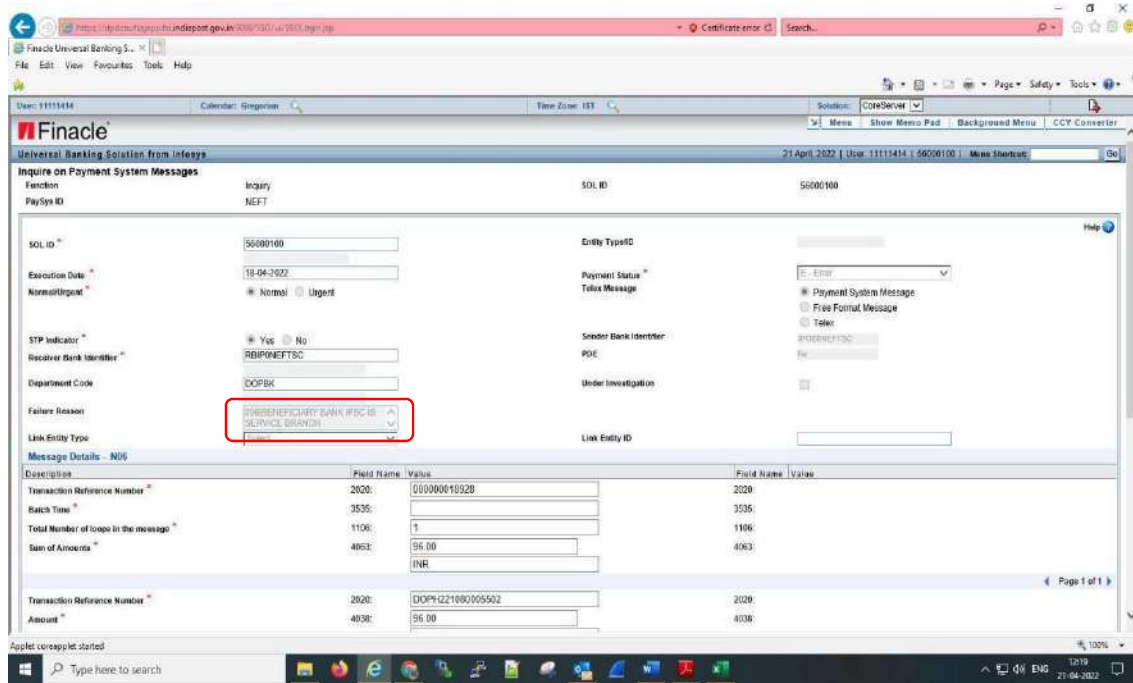 indiapost.gov.in
Certificate error
Search...
Finacle Universal Banking S...
File Edit View Favourites Tools Help
Page Safety Tools
User: 11111414 Calendar: Gregorian Time Zone: IST Solution: CoreServer
Finacle
Menu Show Memo Pad Background Menu CCY Converter
Universal Banking Solution from Infosys 21 April, 2022 | User 11111414 | 56000100 | Menu Shortcut: Go
Inquire on Payment System Messages
Function Inquiry SOL ID 56000100
PaySys ID NEFT
Help
SOL ID * 56000100 Entity Type/ID
Execution Date * 18-04-2022 Payment Status * E - Error
Normal/Urgent * Normal Urgent Telex Message Payment System Message
Free Format Message
Telex
STP Indicator * Yes No Sender Bank Identifier
Receiver Bank Identifier * RBIP0NEFTSC PDE
Department Code DOPBK Under Investigation
Failure Reason BENEFICIARY BANK IFSC IS
SERVICE BRANCH
Link Entity Type Select Link Entity ID
Message Details - N06
Description Field Name Value Field Name Value
Transaction Reference Number * 2020: 000000018928 2020:
Batch Time * 3535: 3535:
Total Number of loops in the message * 1106: 1 1106:
Sum of Amounts * 4063: 96.00 4063:
INR
Page 1 of 1
Transaction Reference Number * 2020: DOPH221080005502 2020:
Amount * 4038: 96.00 4038:
Applet coreapplet started 100%
Type here to search ENG 12:19
21-04-2022